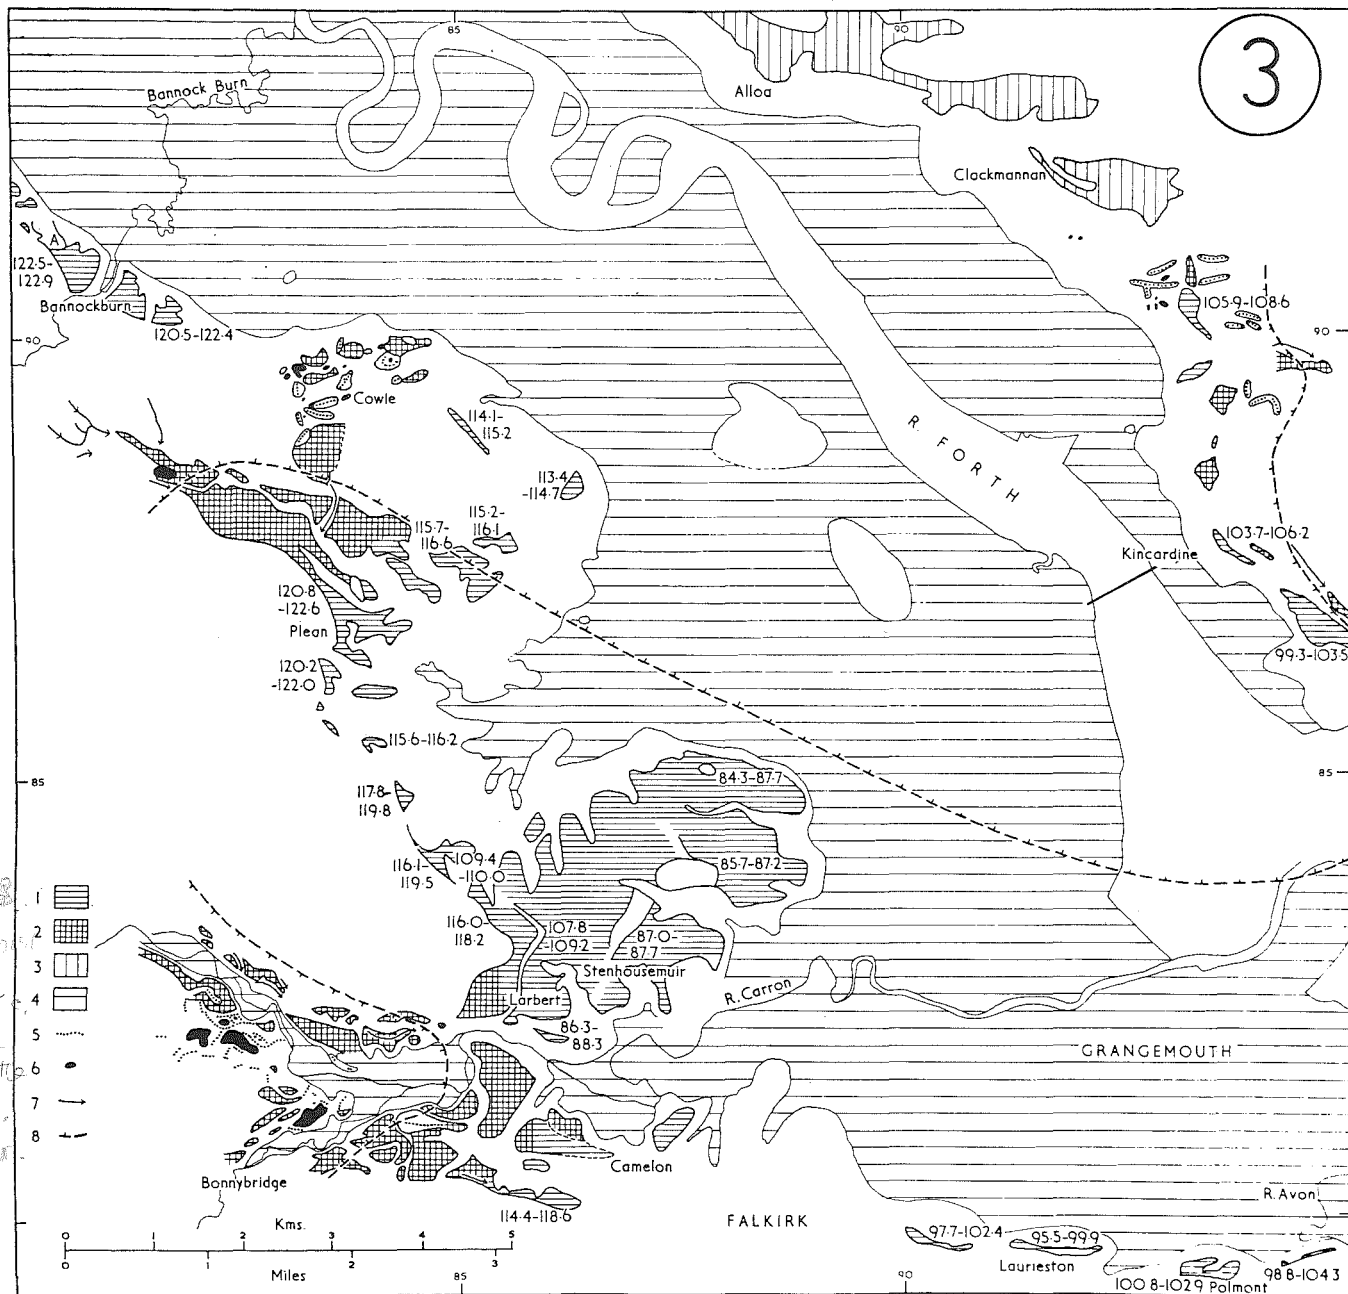 85
90
3
Bannock Burn
Alloa
Clackmannan
A
122.5-
122.9
Bannockburn
120.5-122.4
105.9-108.6
90
90
Cowie
114.1-
115.2
R. FORTH
113.4
-114.7
115.2-
116.1
115.7-
116.6
103.7-106.2
Kincardine
120.8
-122.6
Plean
99.3-103.5
120.2
-122.0
115.6-116.2
84.3-87.7
85
85
117.8-
119.8
116.1-
119.5
109.4
-110.0
85.7-87.2
116.0-
118.2
107.8
-109.2
87.0-
87.7
Stenhousemuir
Larbert
R. Carron
86.3-
88.3
GRANGEMOUTH
1
2
3
4
5
6
7
8
Camelon
Bonnybridge
R. Avon
114.4-118.6
FALKIRK
97.7-102.4
95.5-99.9
Laurieston
100.8-102.9 Polmont
98.8-104.3
Kms.
0 1 2 3 4 5
0 1 2 3
Miles
85
90